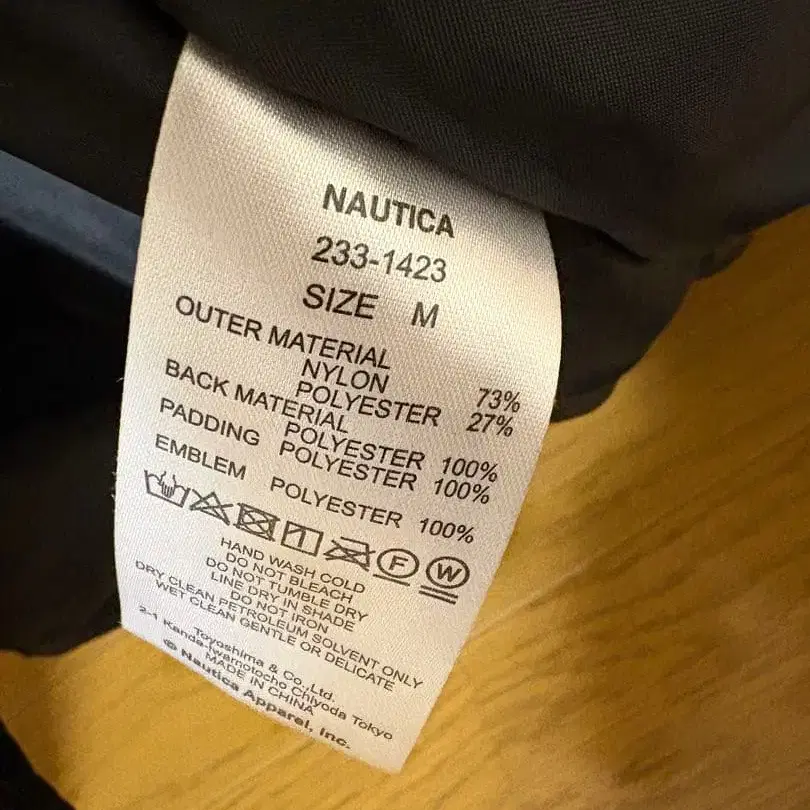 NAUTICA
233-1423
SIZE M
OUTER MATERIAL
NYLON 73%
POLYESTER 27%
BACK MATERIAL
POLYESTER 100%
PADDING POLYESTER 100%
EMBLEM POLYESTER 100%
F W
HAND WASH COLD
DO NOT BLEACH
DO NOT TUMBLE DRY
LINE DRY IN SHADE
DO NOT IRON
DRY CLEAN PETROLEUM SOLVENT ONLY
WET CLEAN GENTLE OR DELICATE
Toyoshima & Co.,Ltd.
2-1 Kanda-Iwamotocho Chiyoda Tokyo
MADE IN CHINA
© Nautica Apparel, Inc.